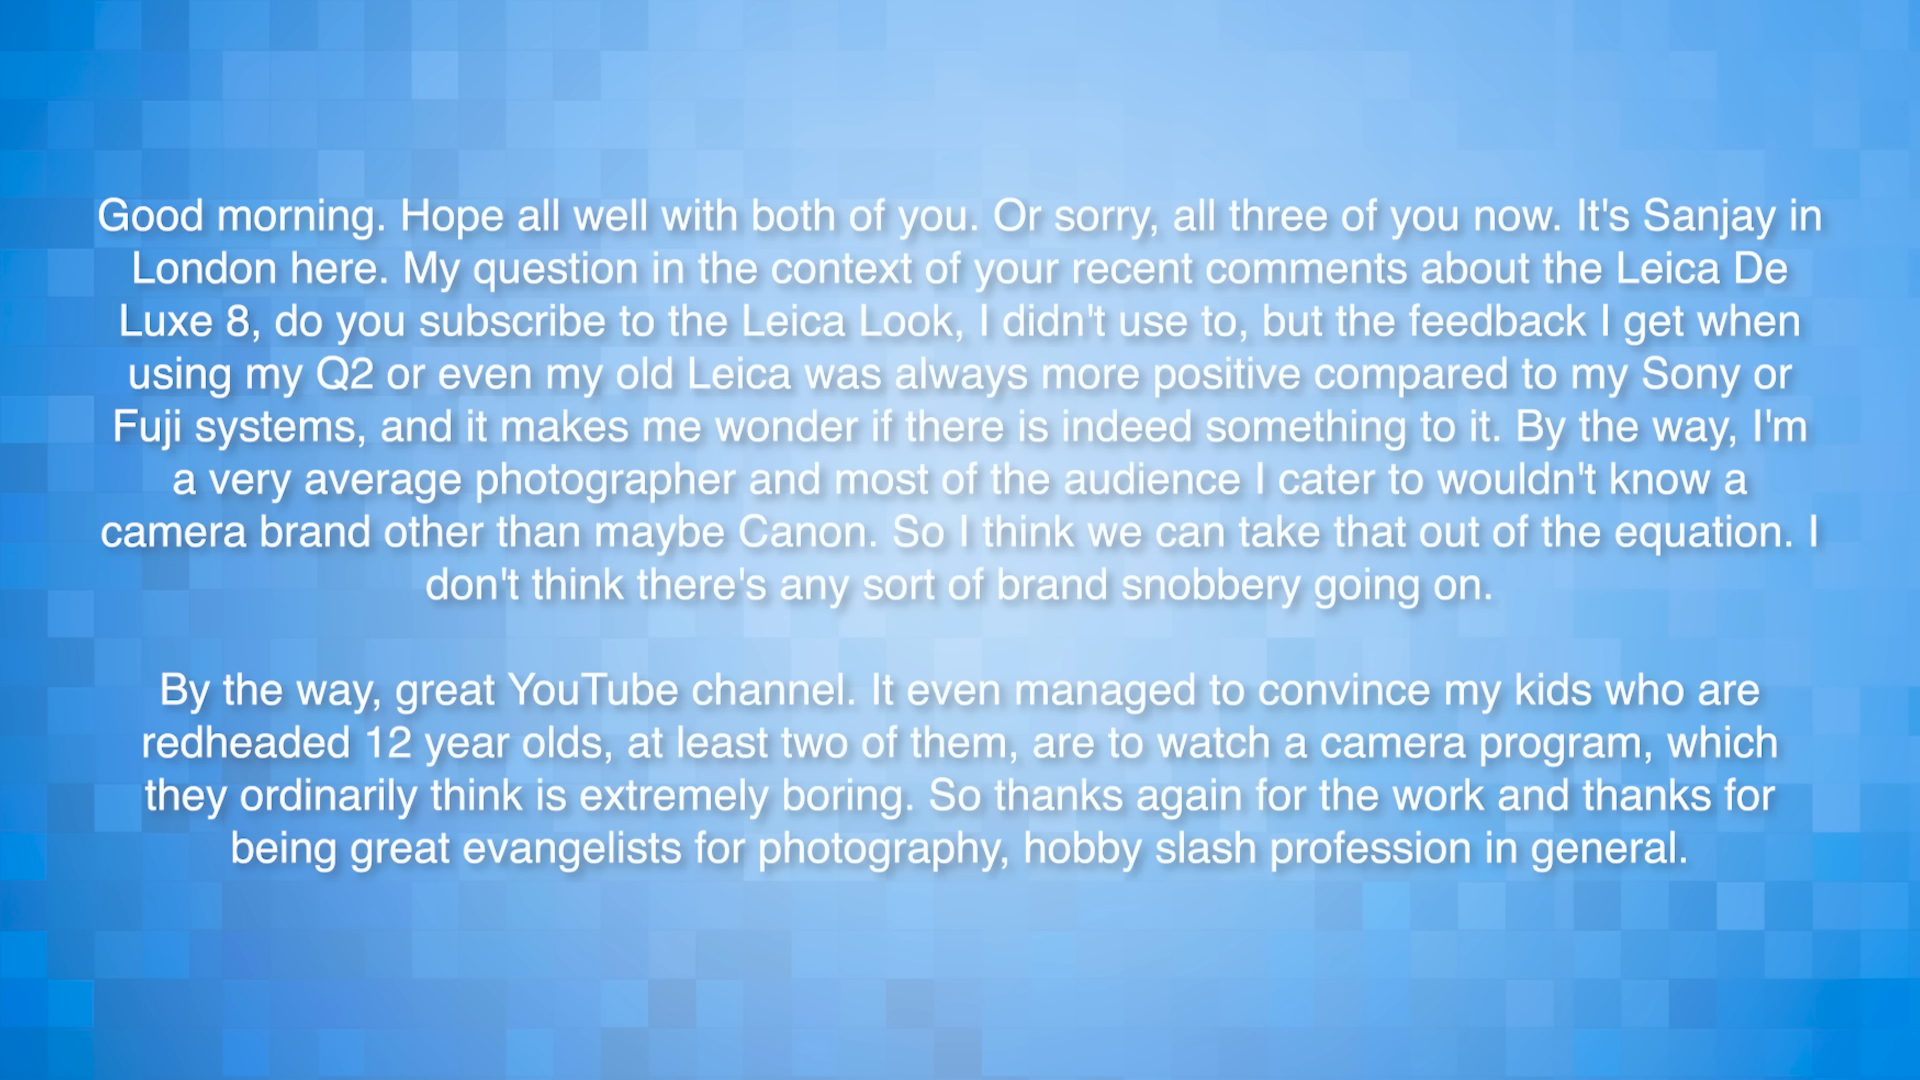 Good morning. Hope all well with both of you. Or sorry, all three of you now. It's Sanjay in
London here. My question in the context of your recent comments about the Leica De
Luxe 8, do you subscribe to the Leica Look, I didn't use to, but the feedback I get when
using my Q2 or even my old Leica was always more positive compared to my Sony or
Fuji systems, and it makes me wonder if there is indeed something to it. By the way, I'm
a very average photographer and most of the audience I cater to wouldn't know a
camera brand other than maybe Canon. So I think we can take that out of the equation. I
don't think there's any sort of brand snobbery going on.
By the way, great YouTube channel. It even managed to convince my kids who are
redheaded 12 year olds, at least two of them, are to watch a camera program, which
they ordinarily think is extremely boring. So thanks again for the work and thanks for
being great evangelists for photography, hobby slash profession in general.